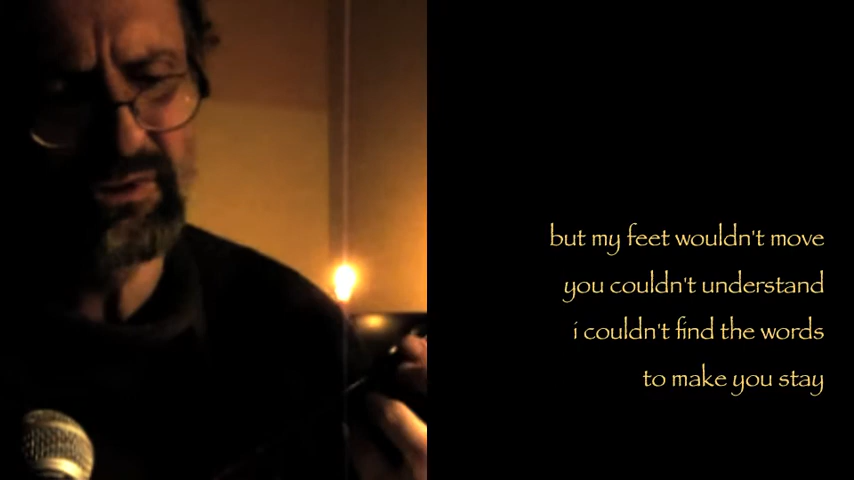 but my feet wouldn't move
you couldn't understand
i couldn't find the words
to make you stay